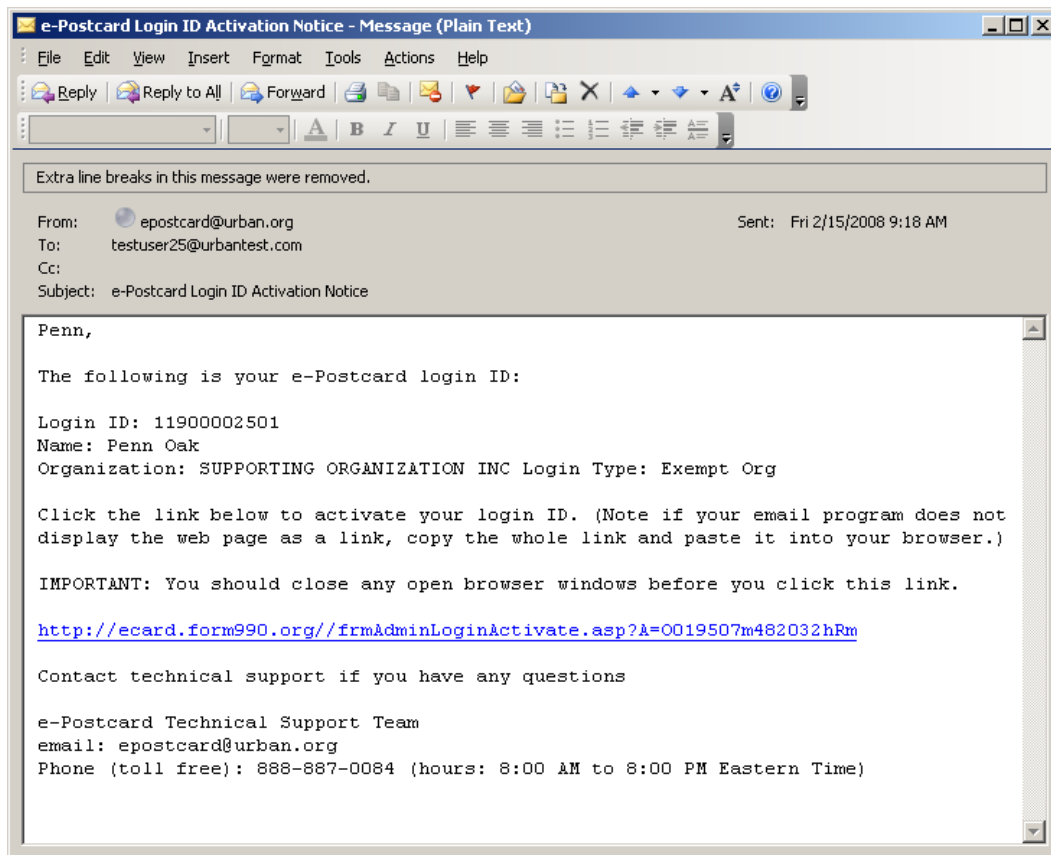 e-Postcard Login ID Activation Notice - Message (Plain Text)
File Edit View Insert Format Tools Actions Help
Reply Reply to All Forward
A B I U
Extra line breaks in this message were removed.
From: epostcard@urban.org Sent: Fri 2/15/2008 9:18 AM
To: testuser25@urbantest.com
Cc:
Subject: e-Postcard Login ID Activation Notice
Penn,
The following is your e-Postcard login ID:
Login ID: 11900002501
Name: Penn Oak
Organization: SUPPORTING ORGANIZATION INC Login Type: Exempt Org
Click the link below to activate your login ID. (Note if your email program does not
display the web page as a link, copy the whole link and paste it into your browser.)
IMPORTANT: You should close any open browser windows before you click this link.
http://ecard.form990.org//frmAdminLoginActivate.asp?A=O019507m482032hRm
Contact technical support if you have any questions
e-Postcard Technical Support Team
email: epostcard@urban.org
Phone (toll free): 888-887-0084 (hours: 8:00 AM to 8:00 PM Eastern Time)